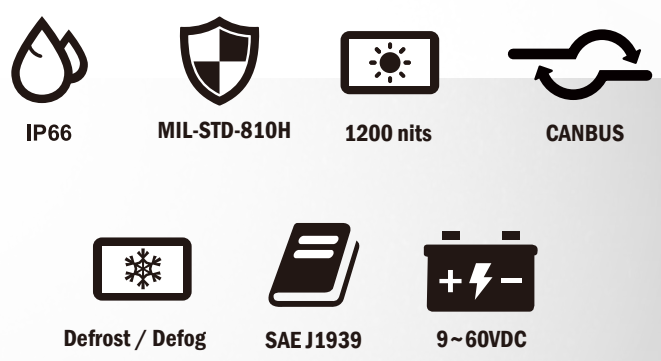 IP66
MIL-STD-810H
1200 nits
CANBUS
Defrost / Defog
SAE J1939
9~60VDC